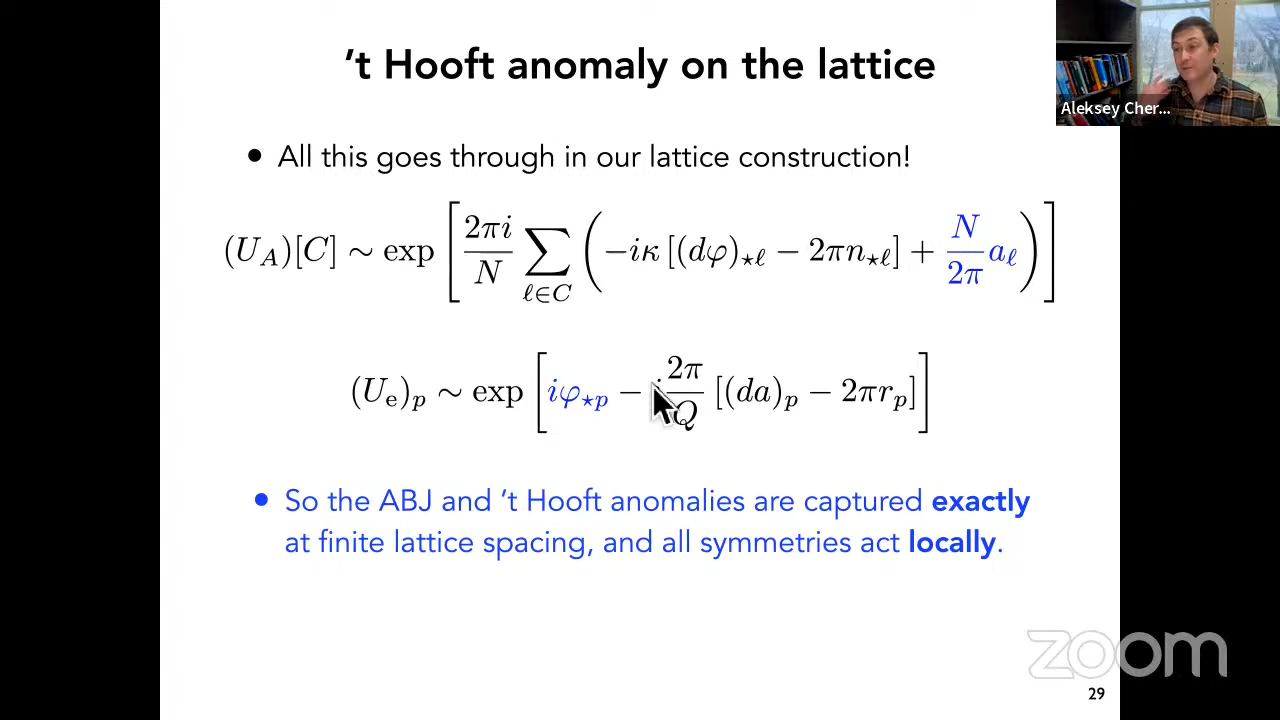 't Hooft anomaly on the lattice
Aleksey Cher...
• All this goes through in our lattice construction!
(U_A)[C] ∼ exp [ 2πi/N ∑_{ℓ∈C} ( −iκ [(dφ)_{⋆ℓ} − 2πn_{⋆ℓ}] + N/2π a_ℓ ) ]
(U_e)_p ∼ exp [ iφ_{⋆p} − i 2π/Q [(da)_p − 2πr_p] ]
• So the ABJ and 't Hooft anomalies are captured exactly
at finite lattice spacing, and all symmetries act locally.
zoom
29